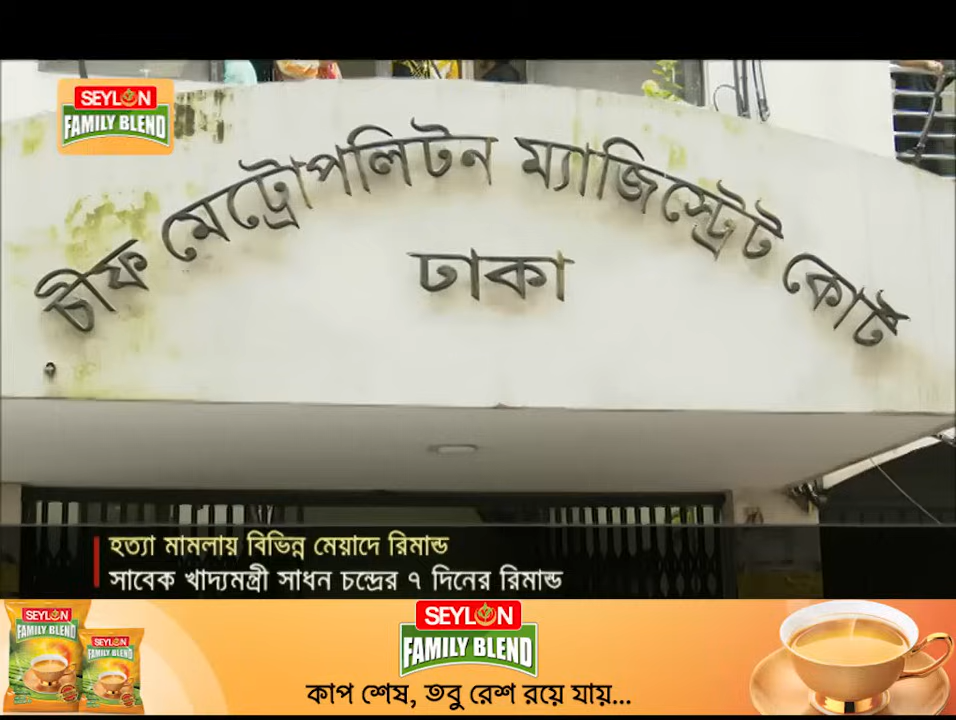 SEYLON
FAMILY BLEND
চীফ মেট্রোপলিটন ম্যাজিস্ট্রেট কোর্ট
ঢাকা
হত্যা মামলায় বিভিন্ন মেয়াদে রিমান্ড
সাবেক খাদ্যমন্ত্রী সাধন চন্দ্রের ৭ দিনের রিমান্ড
SEYLON
FAMILY BLEND
SEYLON
FAMILY BLEND
SEYLON
FAMILY BLEND
কাপ শেষ, তবু রেশ রয়ে যায়...